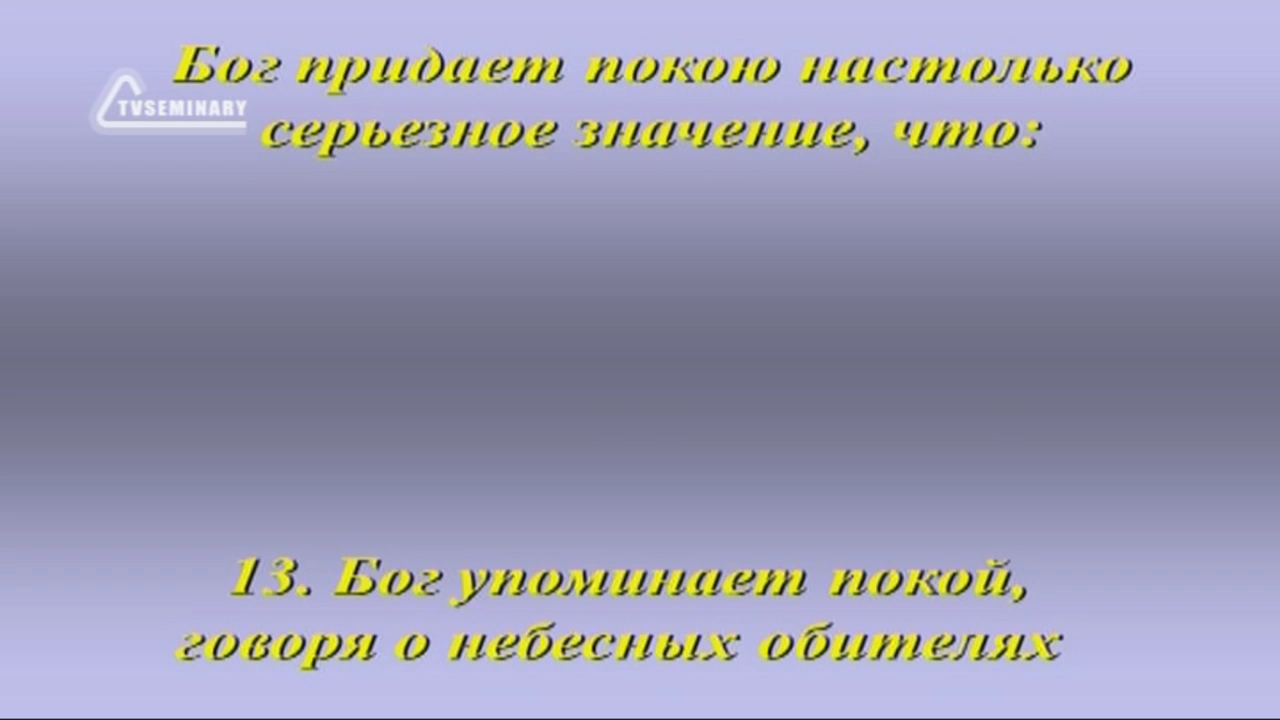 Бог придает покою настолько
TVSEMINARY
серьезное значение, что:
13. Бог упоминает покой,
говоря о небесных обителях